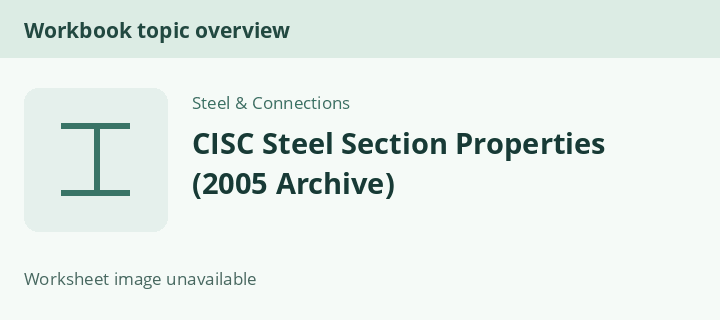 Workbook topic overview
Steel & Connections
CISC Steel Section Properties
(2005 Archive)
Worksheet image unavailable